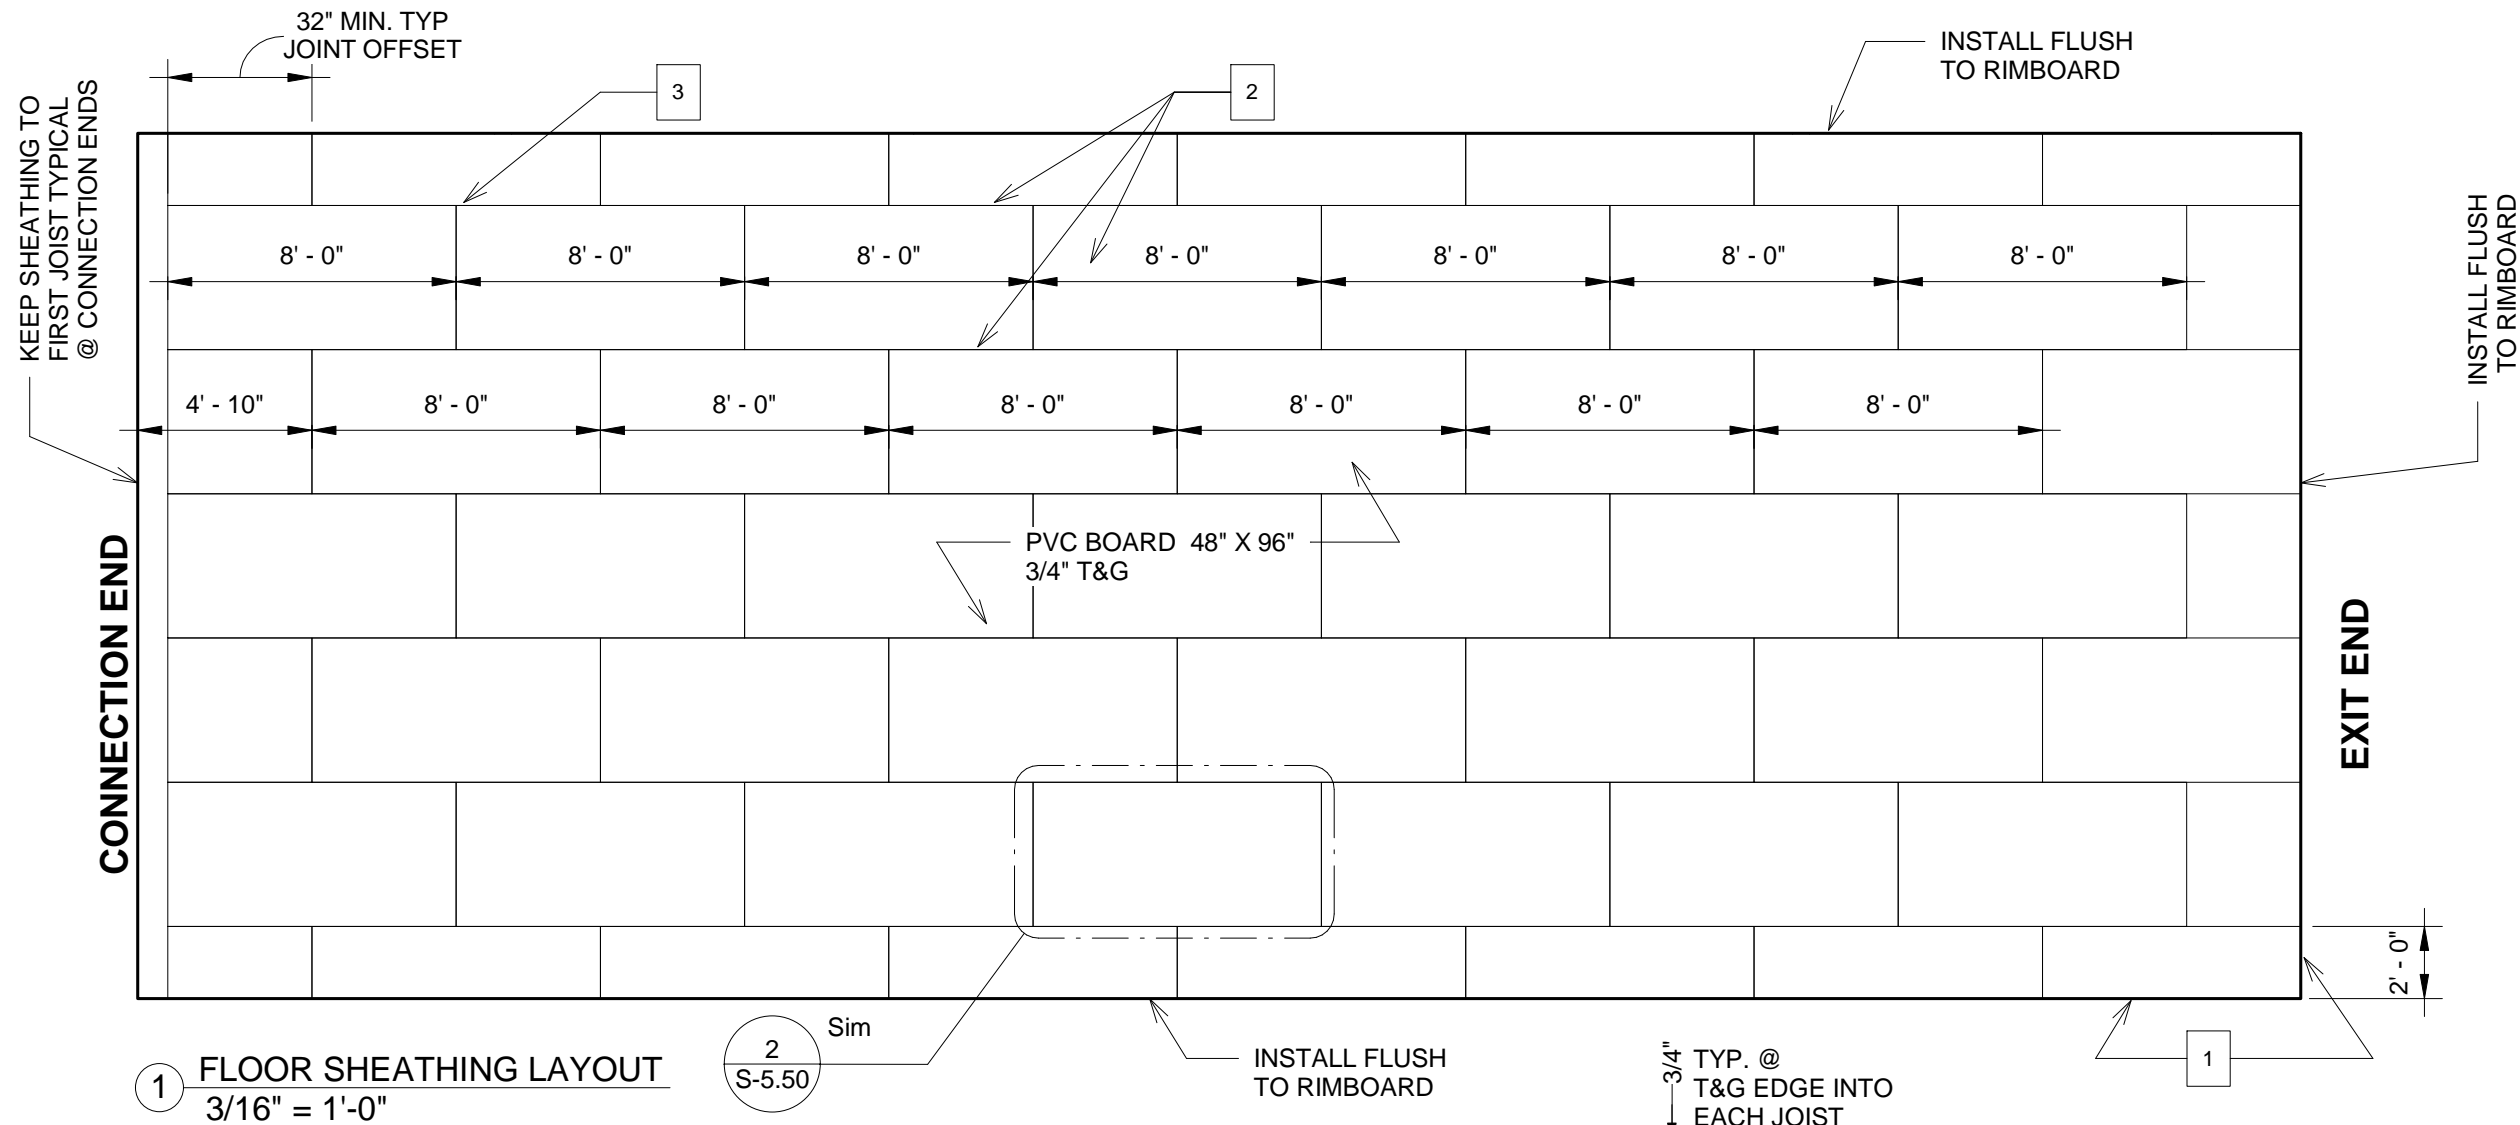 32" MIN. TYP
JOINT OFFSET
KEEP SHEATHING TO
FIRST JOIST TYPICAL
@ CONNECTION ENDS
3
2
INSTALL FLUSH
TO RIMBOARD
INSTALL FLUSH
TO RIMBOARD
8' - 0"
8' - 0"
8' - 0"
8' - 0"
8' - 0"
8' - 0"
8' - 0"
4' - 10"
8' - 0"
8' - 0"
8' - 0"
8' - 0"
8' - 0"
8' - 0"
PVC BOARD 48" X 96"
3/4" T&G
CONNECTION END
EXIT END
2' - 0"
1
FLOOR SHEATHING LAYOUT
3/16" = 1'-0"
2
S-5.50
Sim
INSTALL FLUSH
TO RIMBOARD
3/4"
TYP. @
T&G EDGE INTO
EACH JOIST
1